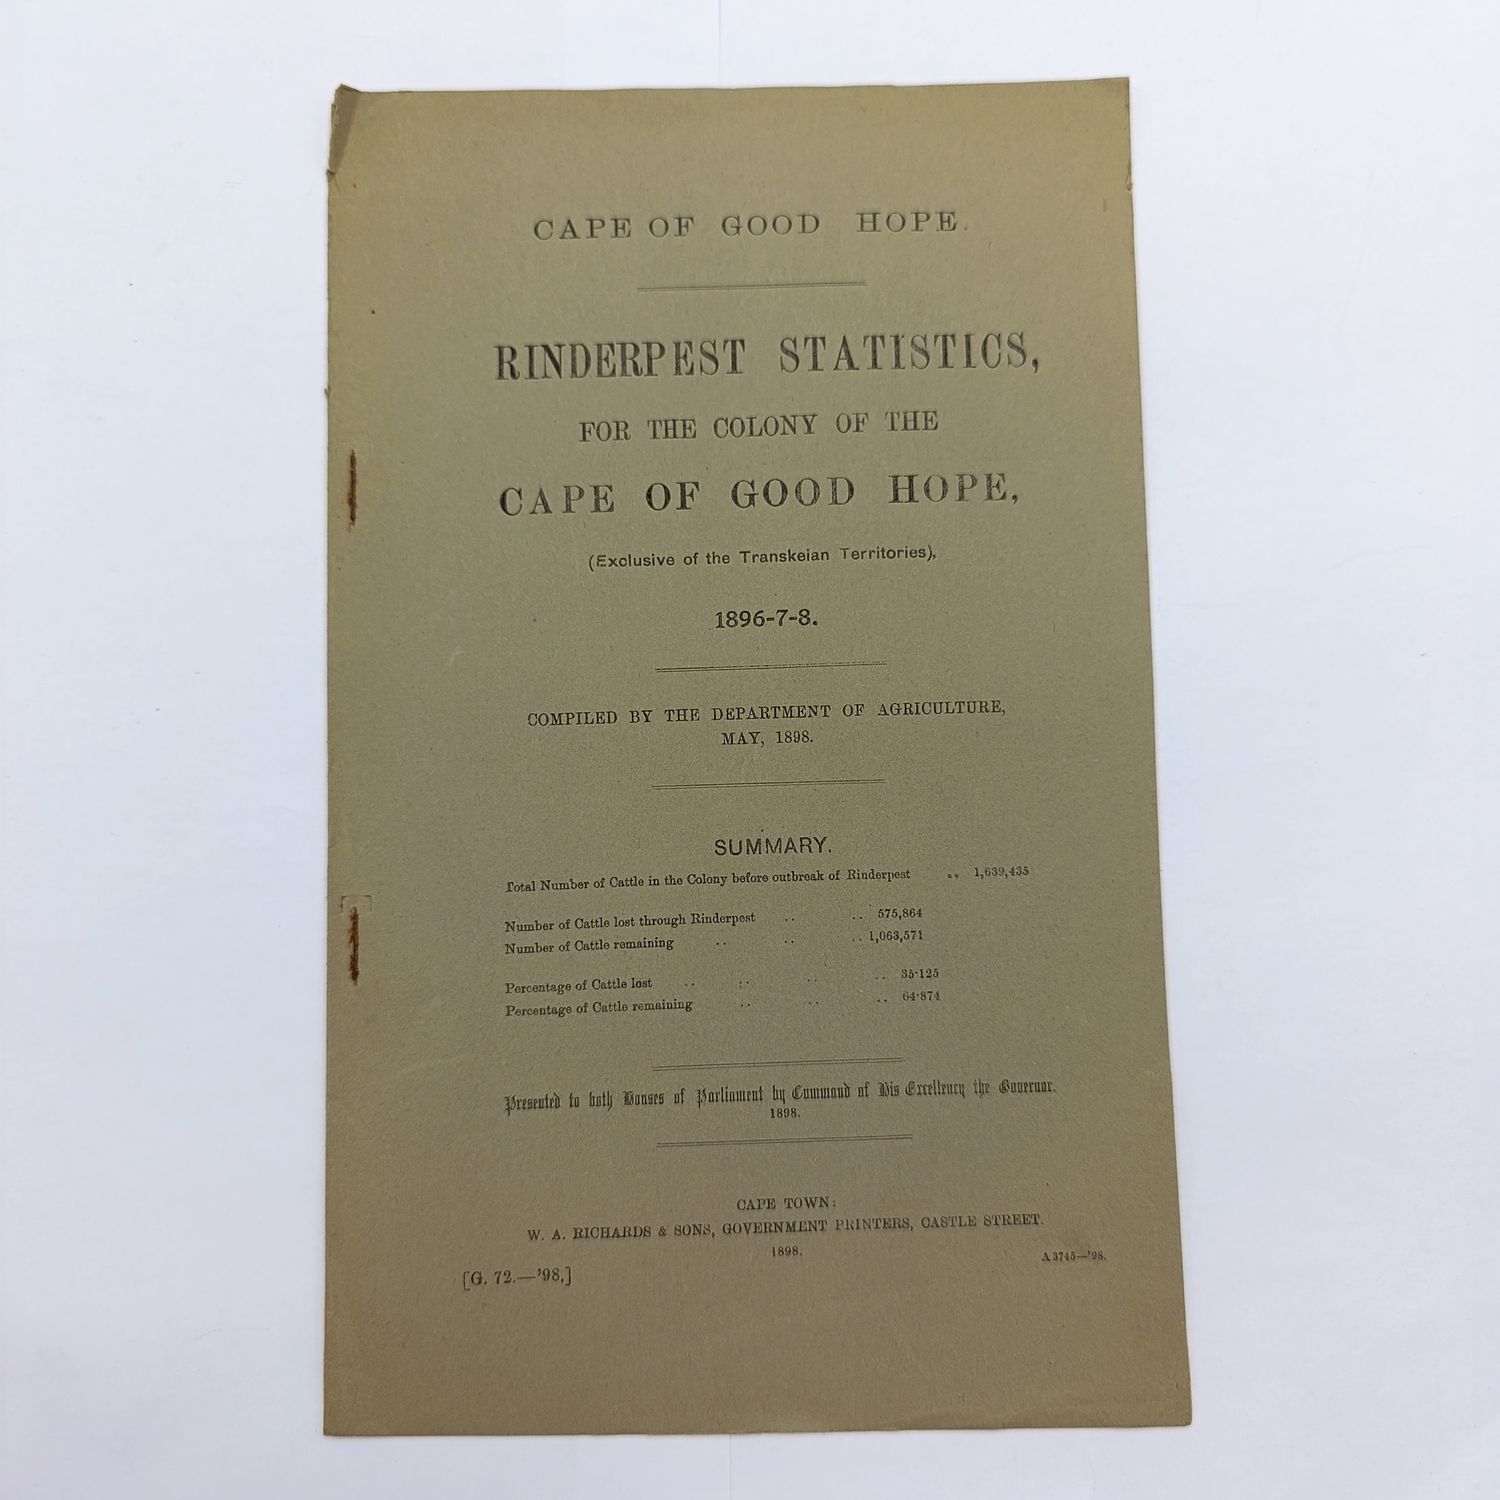 CAPE OF GOOD HOPE.
RINDERPEST STATISTICS,
FOR THE COLONY OF THE
CAPE OF GOOD HOPE,
(Exclusive of the Transkeian Territories),
1896-7-8.
COMPILED BY THE DEPARTMENT OF AGRICULTURE,
MAY, 1898.
SUMMARY.
Total Number of Cattle in the Colony before outbreak of Rinderpest .. 1,639,435
Number of Cattle lost through Rinderpest .. .. 575,864
Number of Cattle remaining .. .. .. 1,063,571
Percentage of Cattle lost .. .. .. .. 35·125
Percentage of Cattle remaining .. .. .. 64·874
Presented to both Houses of Parliament by Command of His Excellency the Governor.
1898.
CAPE TOWN:
W. A. RICHARDS & SONS, GOVERNMENT PRINTERS, CASTLE STREET.
1898.
[G. 72.—'98.]
A 3745—'98.